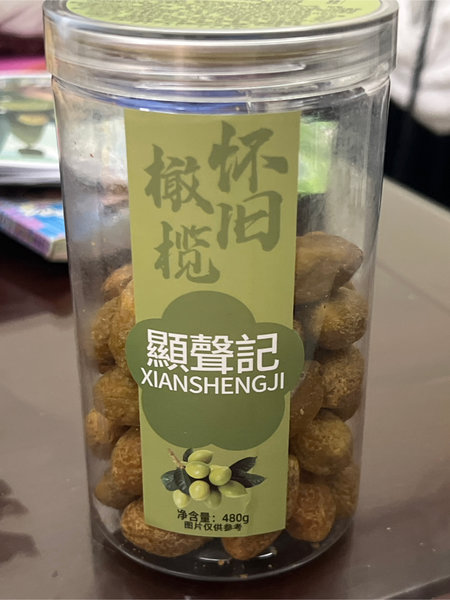 怀旧
橄榄
顯聲記
XIANSHENGJI
净含量：480g
图片仅供参考